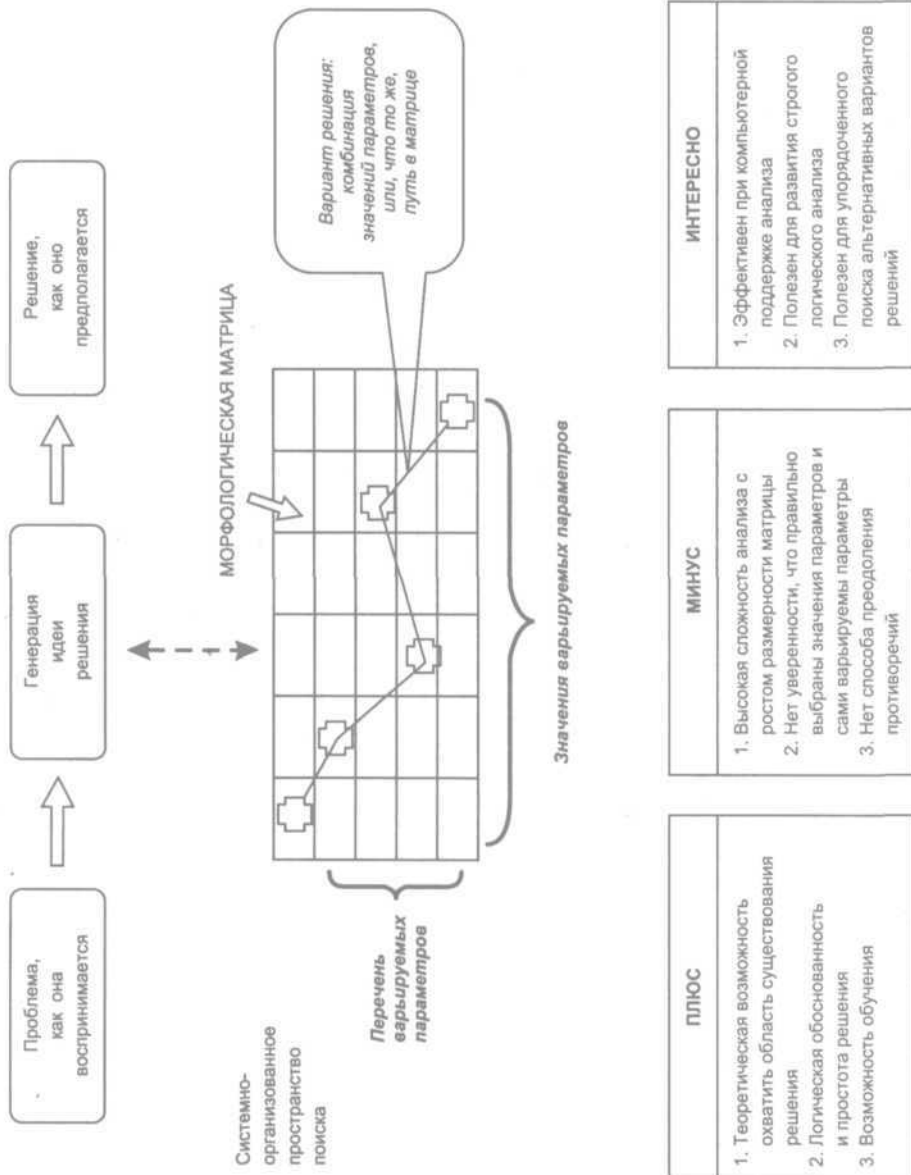 Проблема,
как она
воспринимается
Генерация
идеи
решения
Решение,
как оно
предполагается
Системно-
организованное
пространство
поиска
МОРФОЛОГИЧЕСКАЯ МАТРИЦА
Перечень
варьируемых
параметров
Значения варьируемых параметров
Вариант решения:
комбинация
значений параметров,
или, что то же,
путь в матрице
ПЛЮС
1. Теоретическая возможность
охватить область существования
решения
2. Логическая обоснованность
и простота решения
3. Возможность обучения
МИНУС
1. Высокая сложность анализа с
ростом размерности матрицы
2. Нет уверенности, что правильно
выбраны значения параметров и
сами варьируемы параметры
3. Нет способа преодоления
противоречий
ИНТЕРЕСНО
1. Эффективен при компьютерной
поддержке анализа
2. Полезен для развития строгого
логического анализа
3. Полезен для упорядоченного
поиска альтернативных вариантов
решений